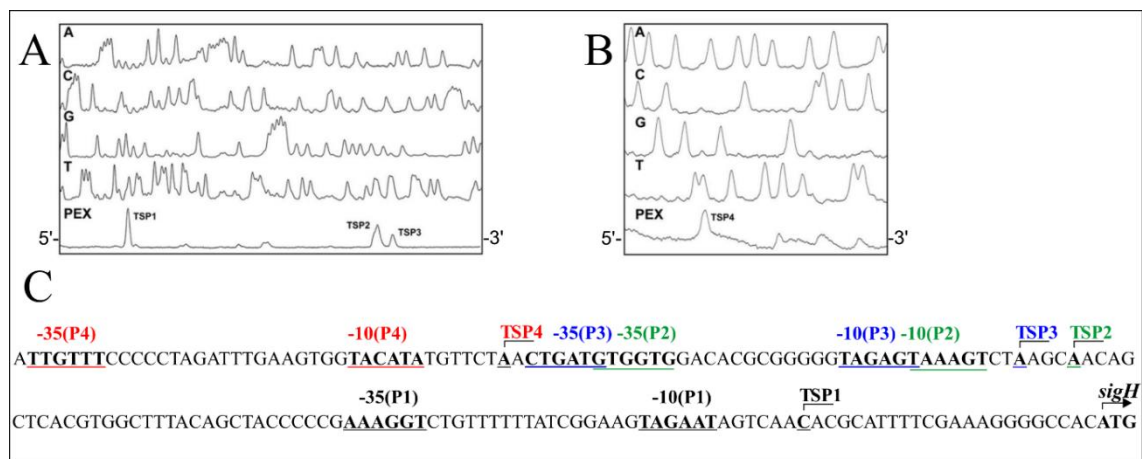 A
B
A
C
G
T
PEX
TSP1
TSP2
TSP3
5'-
-3'
A
C
G
T
PEX
TSP4
5'-
-3'
C
-35(P4) -10(P4) TSP4 -35(P3) -35(P2) -10(P3) -10(P2) TSP3 TSP2
ATTGTTTCCCCCTAGATTTGAAGTGGTACATATGTTCTAACTGATGTGGTGGACACGCGGGGGTAGAGTAAAGTCTAAGCAACAG
-35(P1) -10(P1) TSP1 sigH
CTCACGTGGCTTTACAGCTACCCCCGAAAGGTCTGTTTTTTATCGGAAGTAGAATAGTCAACACGCATTTTCGAAAGGGGCCACATG